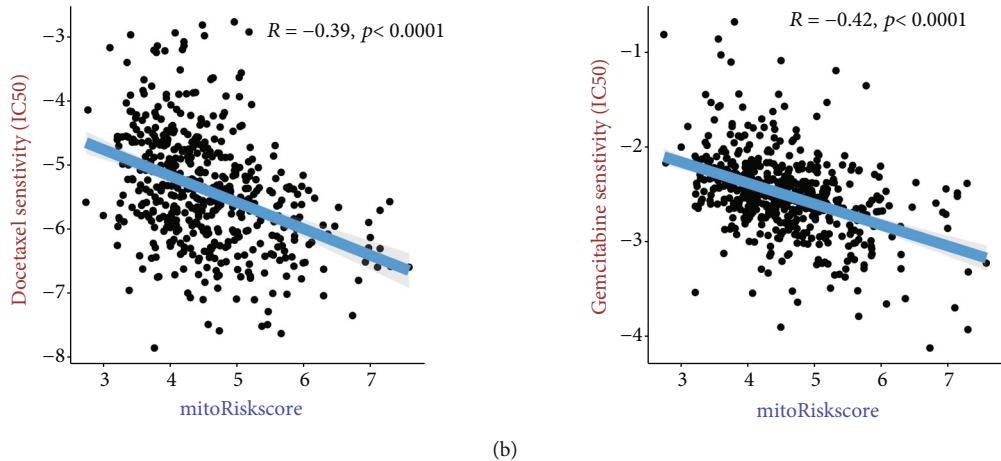 R = −0.39, p< 0.0001
−3
−4
−5
−6
−7
−8
Docetaxel senstivity (IC50)
3 4 5 6 7
mitoRiskscore
R = −0.42, p< 0.0001
−1
−2
−3
−4
Gemcitabine senstivity (IC50)
3 4 5 6 7
mitoRiskscore
(b)